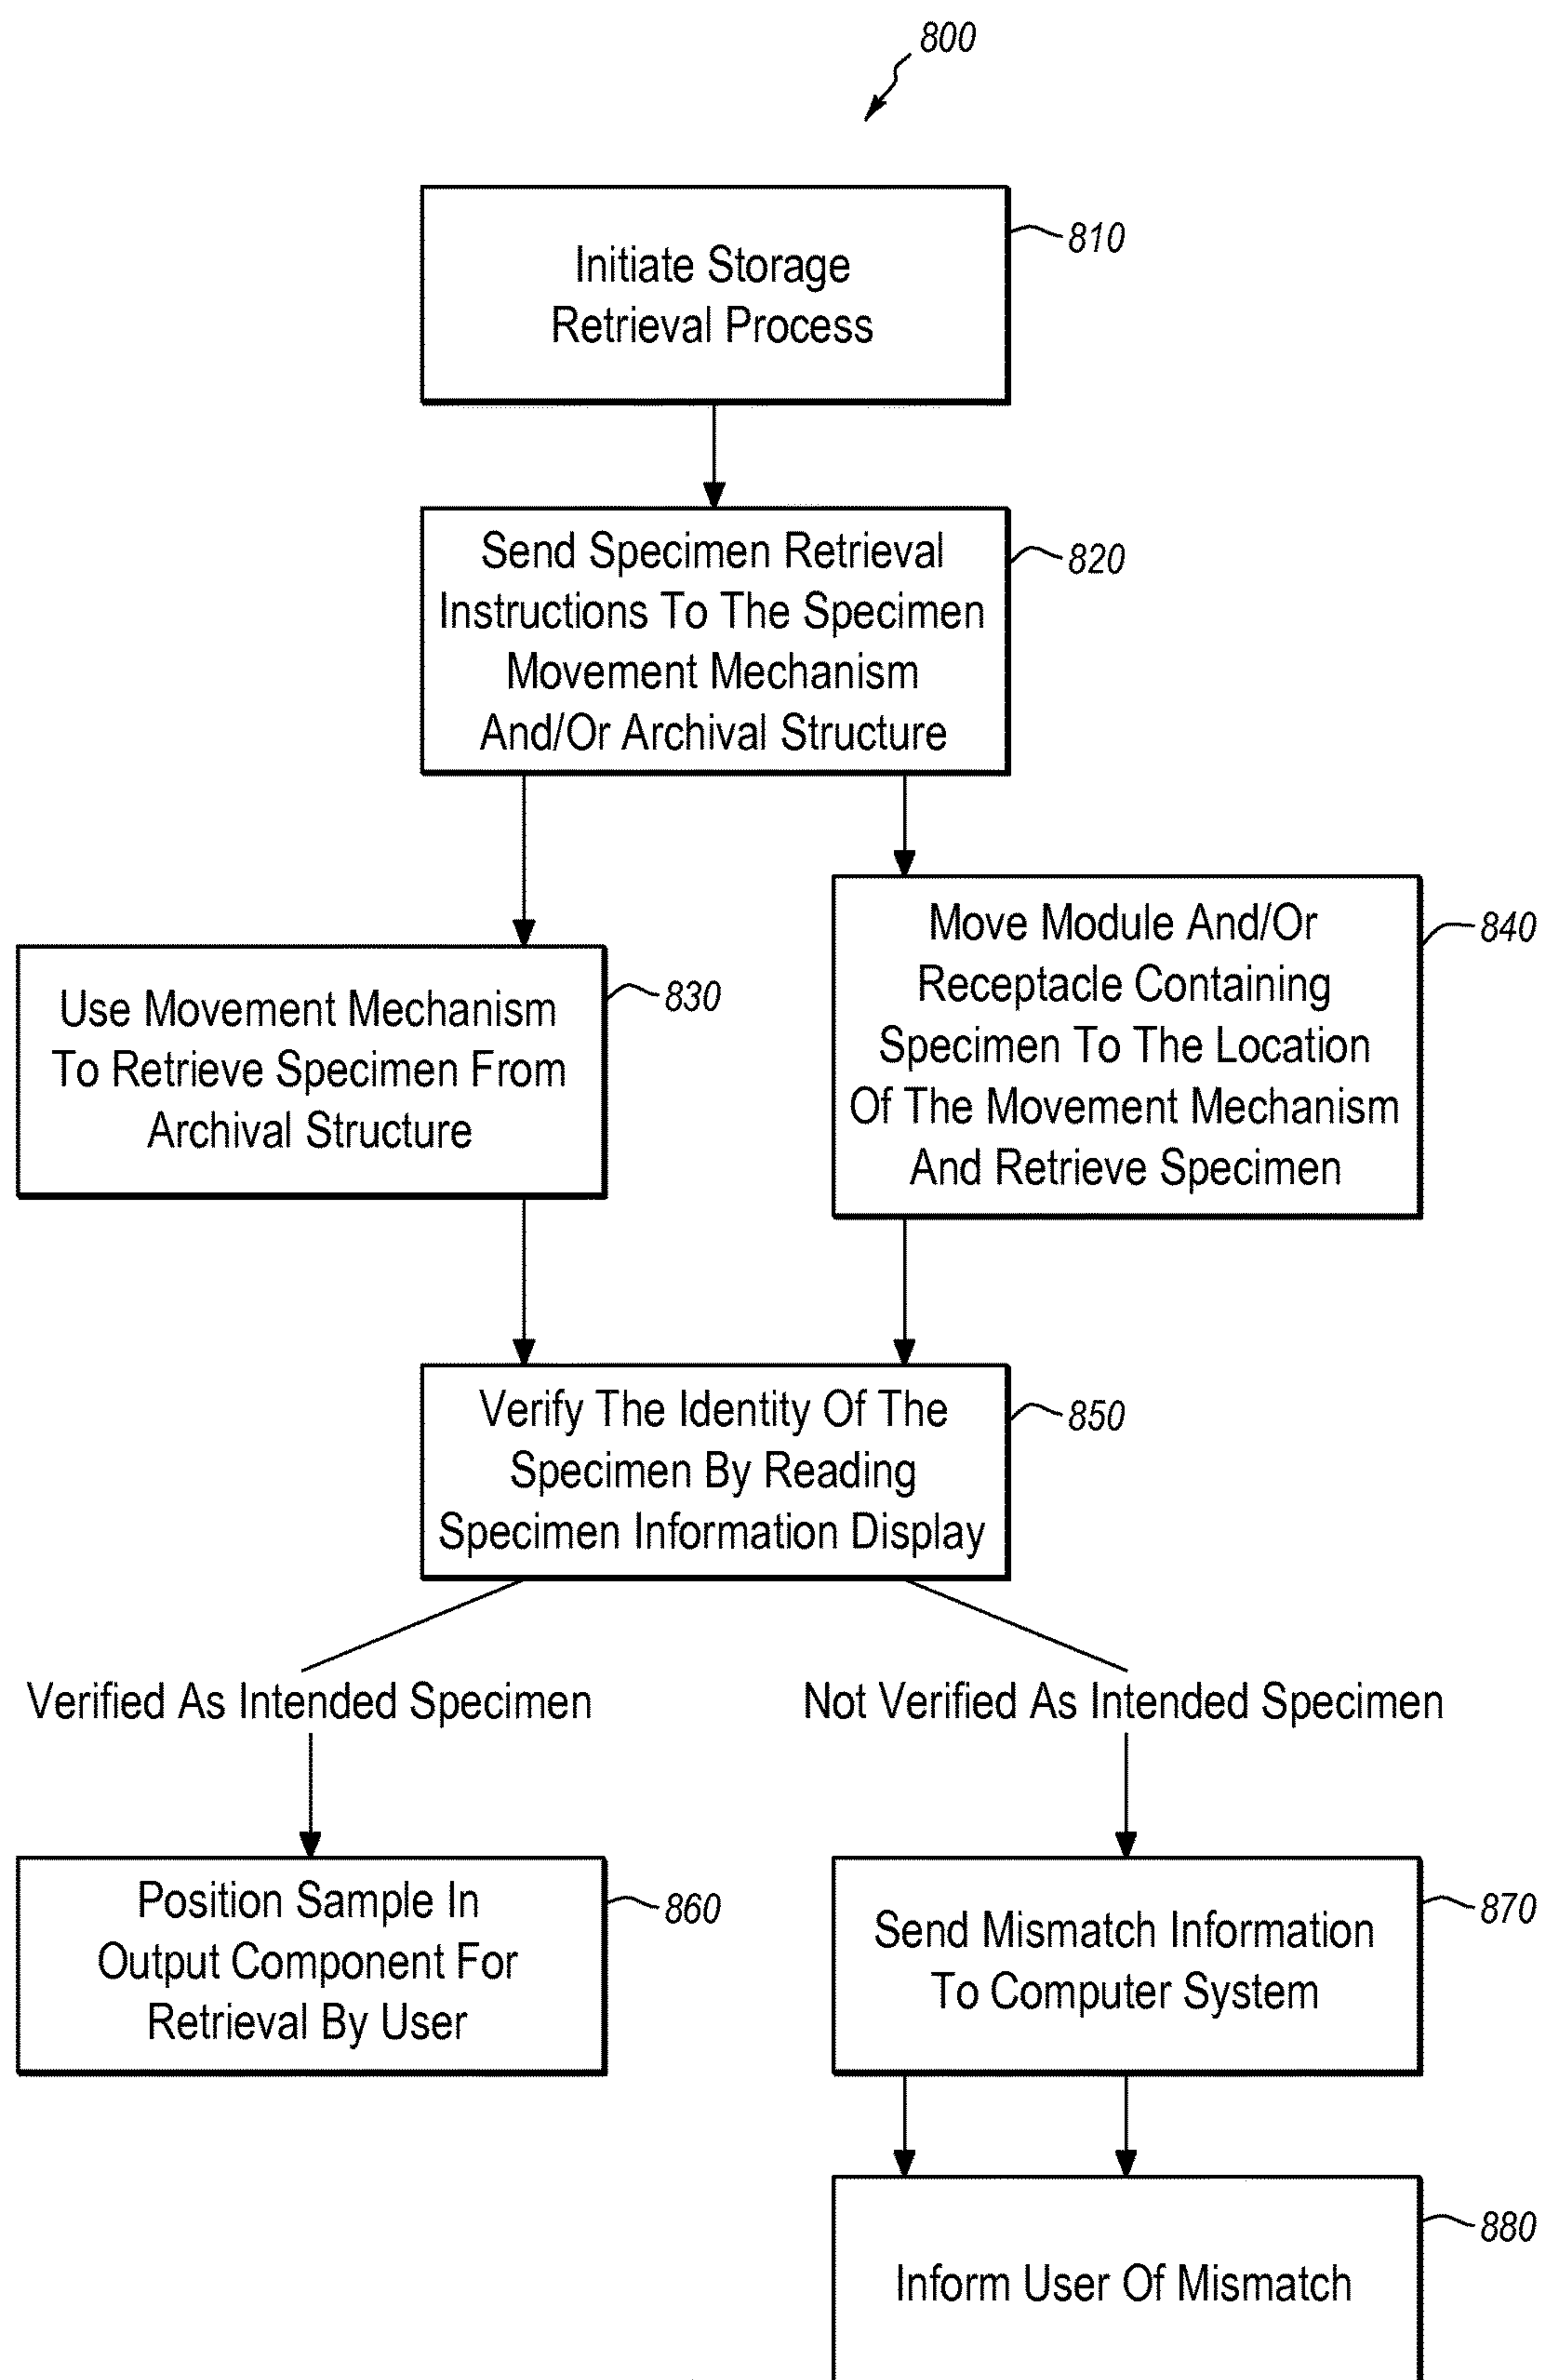 800
Initiate Storage
Retrieval Process
810
Send Specimen Retrieval
Instructions To The Specimen
Movement Mechanism
And/Or Archival Structure
820
Use Movement Mechanism
To Retrieve Specimen From
Archival Structure
830
Move Module And/Or
Receptacle Containing
Specimen To The Location
Of The Movement Mechanism
And Retrieve Specimen
840
Verify The Identity Of The
Specimen By Reading
Specimen Information Display
850
Verified As Intended Specimen
Not Verified As Intended Specimen
Position Sample In
Output Component For
Retrieval By User
860
Send Mismatch Information
To Computer System
870
Inform User Of Mismatch
880